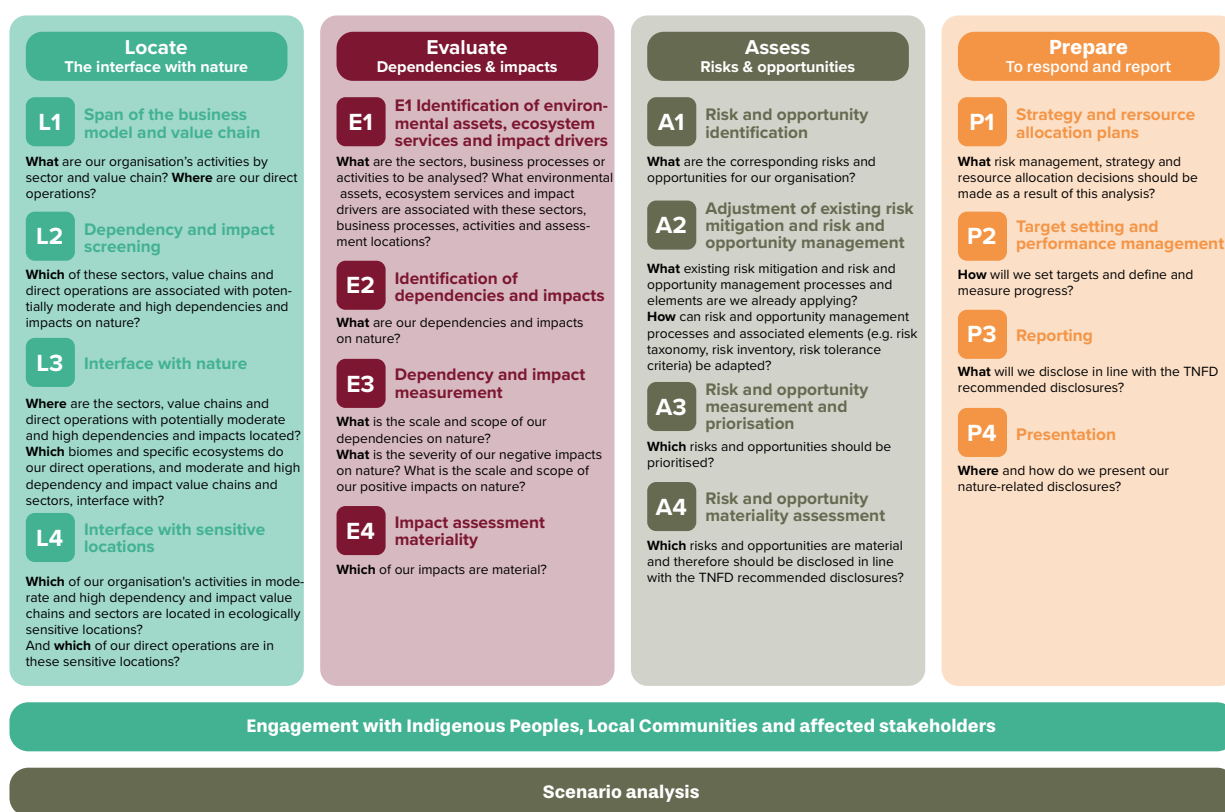 Locate
The interface with nature
L1
Span of the business
model and value chain
What are our organisation's activities by
sector and value chain? Where are our direct
operations?
L2
Dependency and impact
screening
Which of these sectors, value chains and
direct operations are associated with poten-
tially moderate and high dependencies and
impacts on nature?
L3
Interface with nature
Where are the sectors, value chains and
direct operations with potentially moderate
and high dependencies and impacts located?
Which biomes and specific ecosystems do
our direct operations, and moderate and high
dependency and impact value chains and
sectors, interface with?
L4
Interface with sensitive
locations
Which of our organisation's activities in mode-
rate and high dependency and impact value
chains and sectors are located in ecologically
sensitive locations?
And which of our direct operations are in
these sensitive locations?
Evaluate
Dependencies & impacts
E1
E1 Identification of environ-
mental assets, ecosystem
services and impact drivers
What are the sectors, business processes or
activities to be analysed? What environmental
assets, ecosystem services and impact
drivers are associated with these sectors,
business processes, activities and assess-
ment locations?
E2
Identification of
dependencies and impacts
What are our dependencies and impacts
on nature?
E3
Dependency and impact
measurement
What is the scale and scope of our
dependencies on nature?
What is the severity of our negative impacts
on nature? What is the scale and scope of
our positive impacts on nature?
E4
Impact assessment
materiality
Which of our impacts are material?
Assess
Risks & opportunities
A1
Risk and opportunity
identification
What are the corresponding risks and
opportunities for our organisation?
A2
Adjustment of existing risk
mitigation and risk and
opportunity management
What existing risk mitigation and risk and
opportunity management processes and
elements are we already applying?
How can risk and opportunity management
processes and associated elements (e.g. risk
taxonomy, risk inventory, risk tolerance
criteria) be adapted?
A3
Risk and opportunity
measurement and
priorisation
Which risks and opportunities should be
prioritised?
A4
Risk and opportunity
materiality assessment
Which risks and opportunities are material
and therefore should be disclosed in line
with the TNFD recommended disclosures?
Prepare
To respond and report
P1
Strategy and rersource
allocation plans
What risk management, strategy and
resource allocation decisions should be
made as a result of this analysis?
P2
Target setting and
performance management
How will we set targets and define and
measure progress?
P3
Reporting
What will we disclose in line with the TNFD
recommended disclosures?
P4
Presentation
Where and how do we present our
nature-related disclosures?
Engagement with Indigenous Peoples, Local Communities and affected stakeholders
Scenario analysis